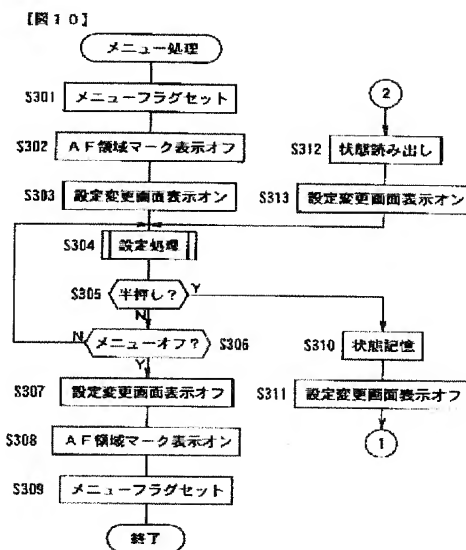 【図10】
メニュー処理
S301 メニューフラグセット
S302 AF領域マーク表示オフ
S303 設定変更画面表示オン
S304 設定処理
S305 半押し? Y
N
N メニューオフ? S306
Y
S307 設定変更画面表示オフ
S308 AF領域マーク表示オン
S309 メニューフラグセット
終了
2
S312 状態読み出し
S313 設定変更画面表示オン
S310 状態記憶
S311 設定変更画面表示オフ
1